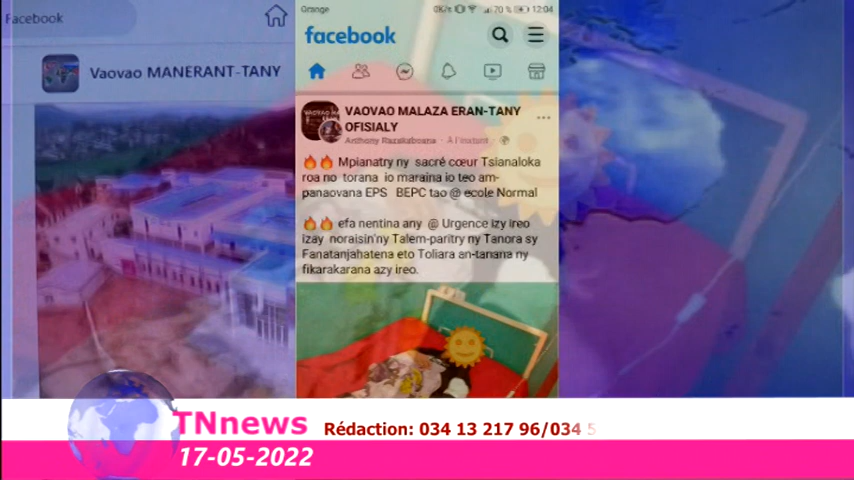 Facebook
Vaovao MANERANT-TANY
Orange
0K/s
70 %
12:04
facebook
VAOVAO MALAZA ERAN-TANY
OFISIALY
Anthony Razakaboana · À l'instant ·
Mpianatry ny sacré cœur Tsianaloka
roa no torana io maraina io teo am-
panaovana EPS BEPC tao @ ecole Normal
efa nentina any @ Urgence izy ireo
izay noraisin'ny Talem-paritry ny Tanora sy
Fanatanjahatena eto Toliara an-tanana ny
fikarakarana azy ireo.
TNnews
Rédaction: 034 13 217 96/034 5
17-05-2022